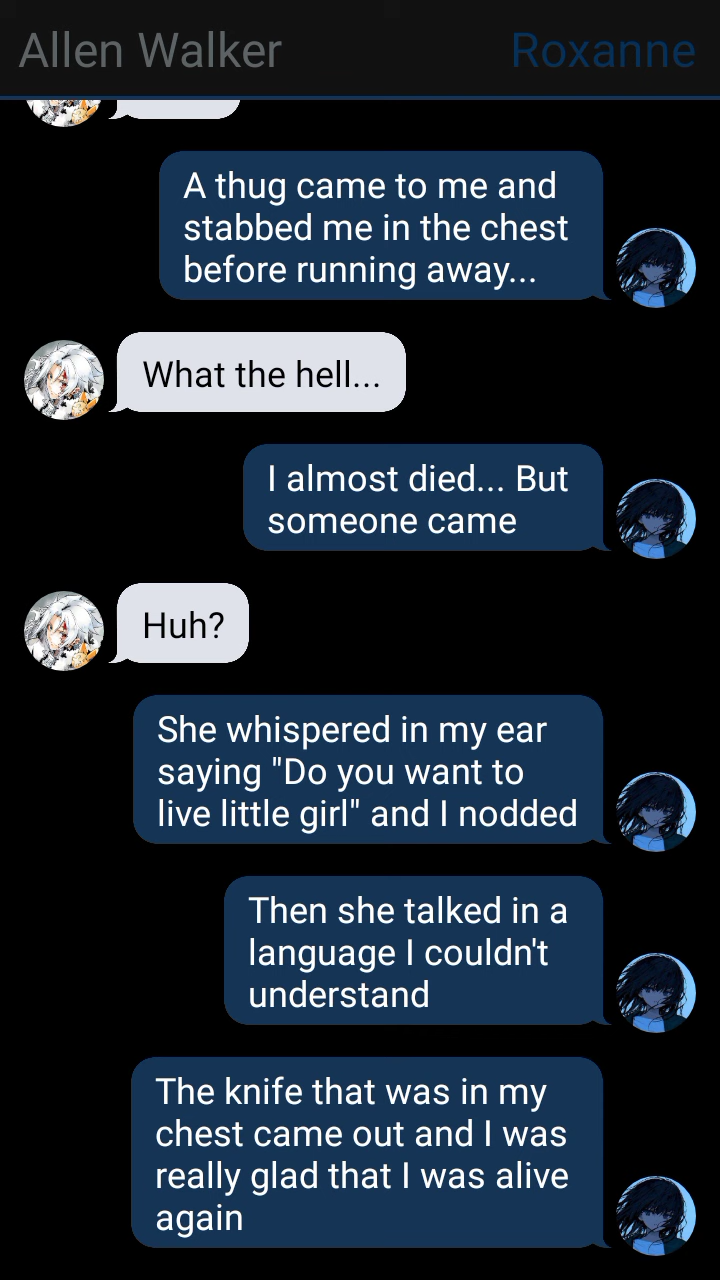 Allen Walker Roxanne
A thug came to me and
stabbed me in the chest
before running away...
What the hell...
I almost died... But
someone came
Huh?
She whispered in my ear
saying "Do you want to
live little girl" and I nodded
Then she talked in a
language I couldn't
understand
The knife that was in my
chest came out and I was
really glad that I was alive
again